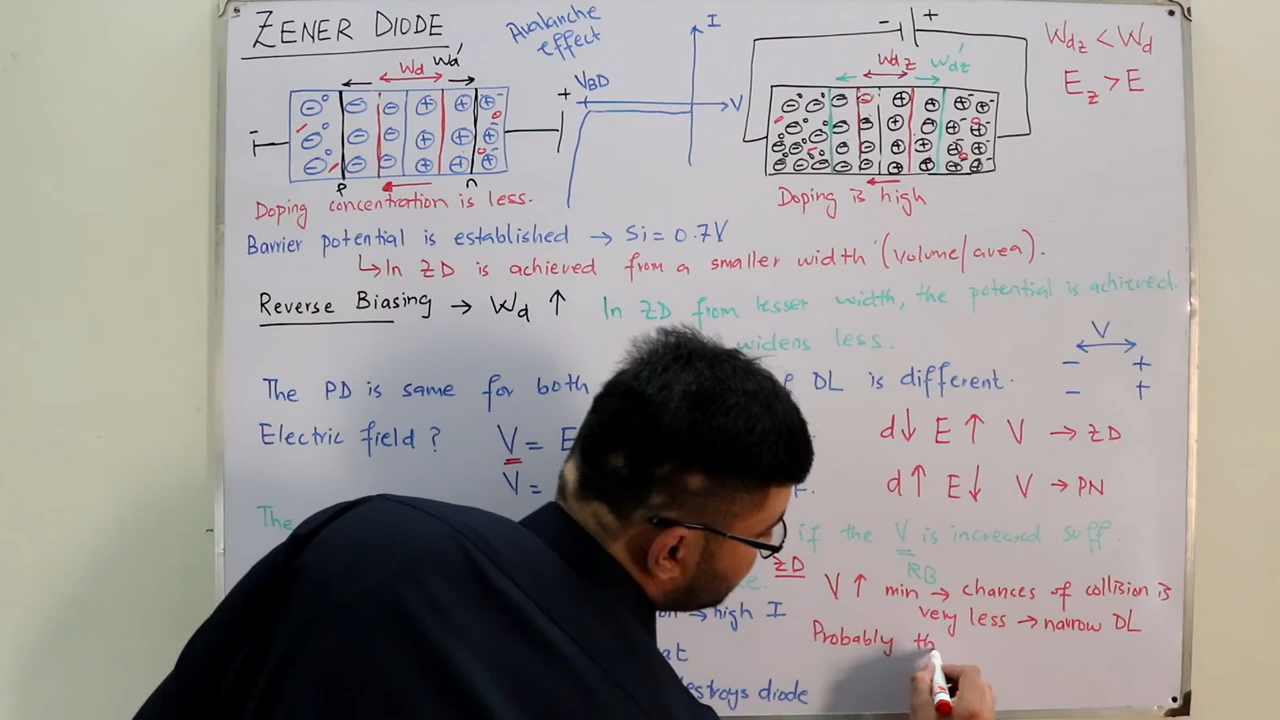 ZENER DIODE
Avalanche
effect
I
V
VBD
Wd
Wd'
-
+
P
n
Doping concentration is less.
-
+
Wdz
Wdz'
Doping is high
Wdz < Wd
Ez > E
Barrier potential is established → Si = 0.7V
↳ In ZD is achieved from a smaller width (volume/area).
Reverse Biasing → Wd ↑
In ZD from lesser width, the potential is achieved.
widens less.
V
- +
- +
The PD is same for both DL is different.
Electric field? V = E
V =
d↓ E↑ V → ZD
d↑ E↓ V → PN
The if the V is increased suff.
RB
ZD
V↑ min → chances of collision is
very less → narrow DL
Probably th
→ high I
at
destroys diode